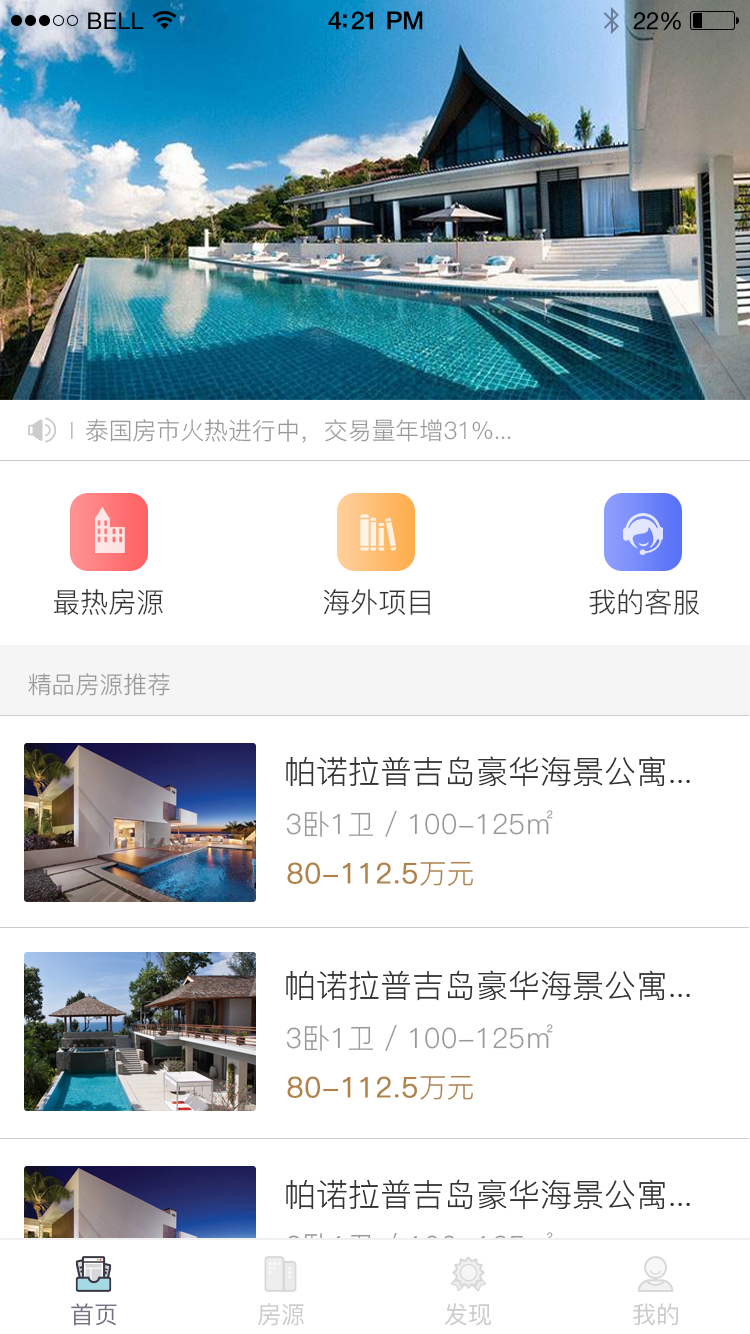 BELL 4:21 PM 22%
泰国房市火热进行中，交易量年增31%...
最热房源 海外项目 我的客服
精品房源推荐
帕诺拉普吉岛豪华海景公寓...
3卧1卫 / 100-125㎡
80-112.5万元
帕诺拉普吉岛豪华海景公寓...
3卧1卫 / 100-125㎡
80-112.5万元
帕诺拉普吉岛豪华海景公寓...
首页 房源 发现 我的